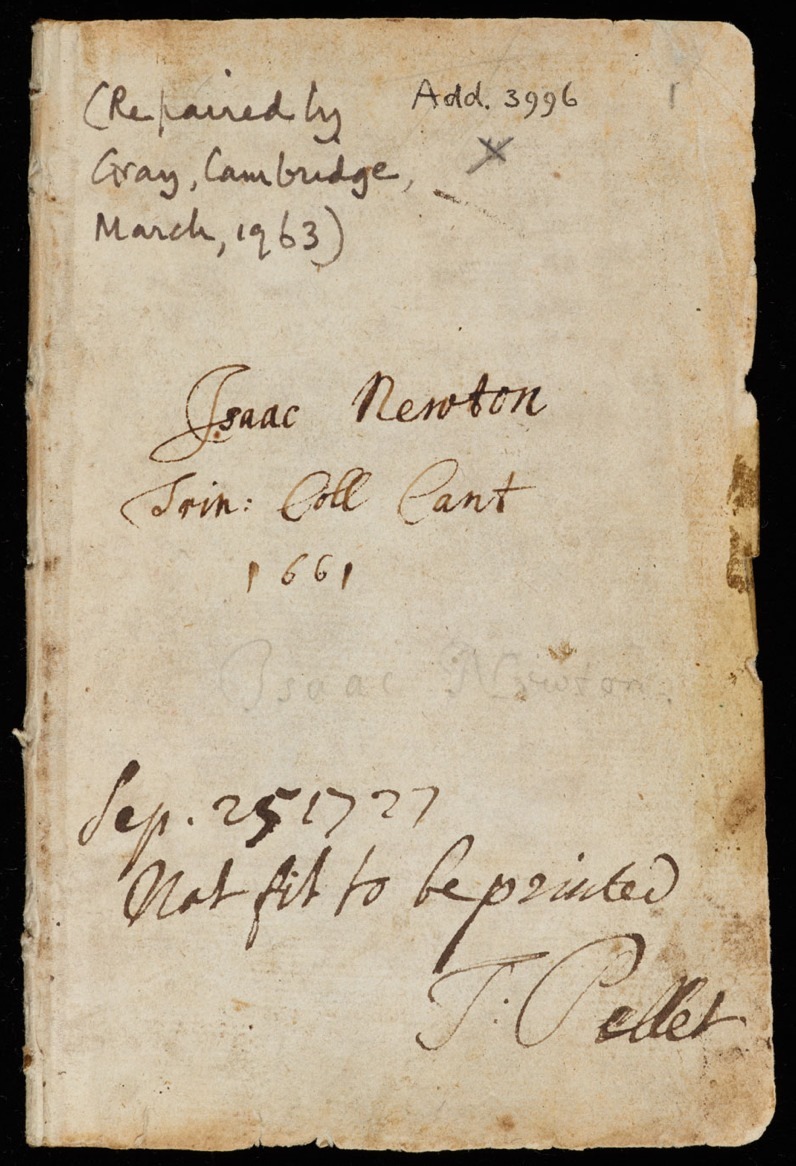 (Repaired by
Gray, Cambridge,
March, 1963)
Add. 3996
1
Isaac Newton
Trin: Coll Cant
1661
Isaac Newton
Sep. 25 1727
Not fit to be printed
T: Pellet